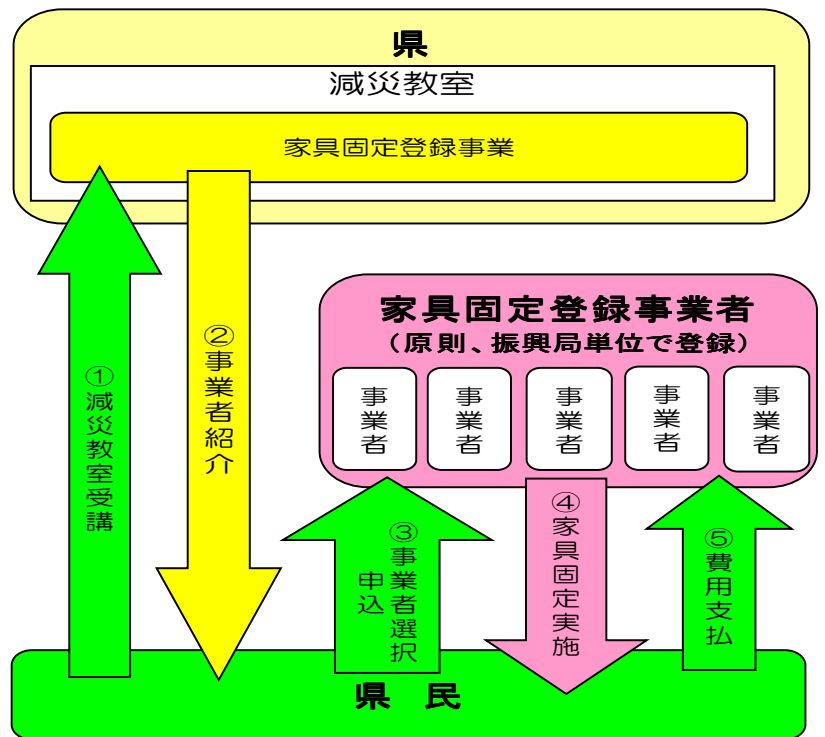 県
減災教室
家具固定登録事業
①減災教室受講
②事業者紹介
家具固定登録事業者
(原則、振興局単位で登録)
事業者
事業者
事業者
事業者
事業者
③事業者選択
申込
④家具固定実施
⑤費用支払
県 民